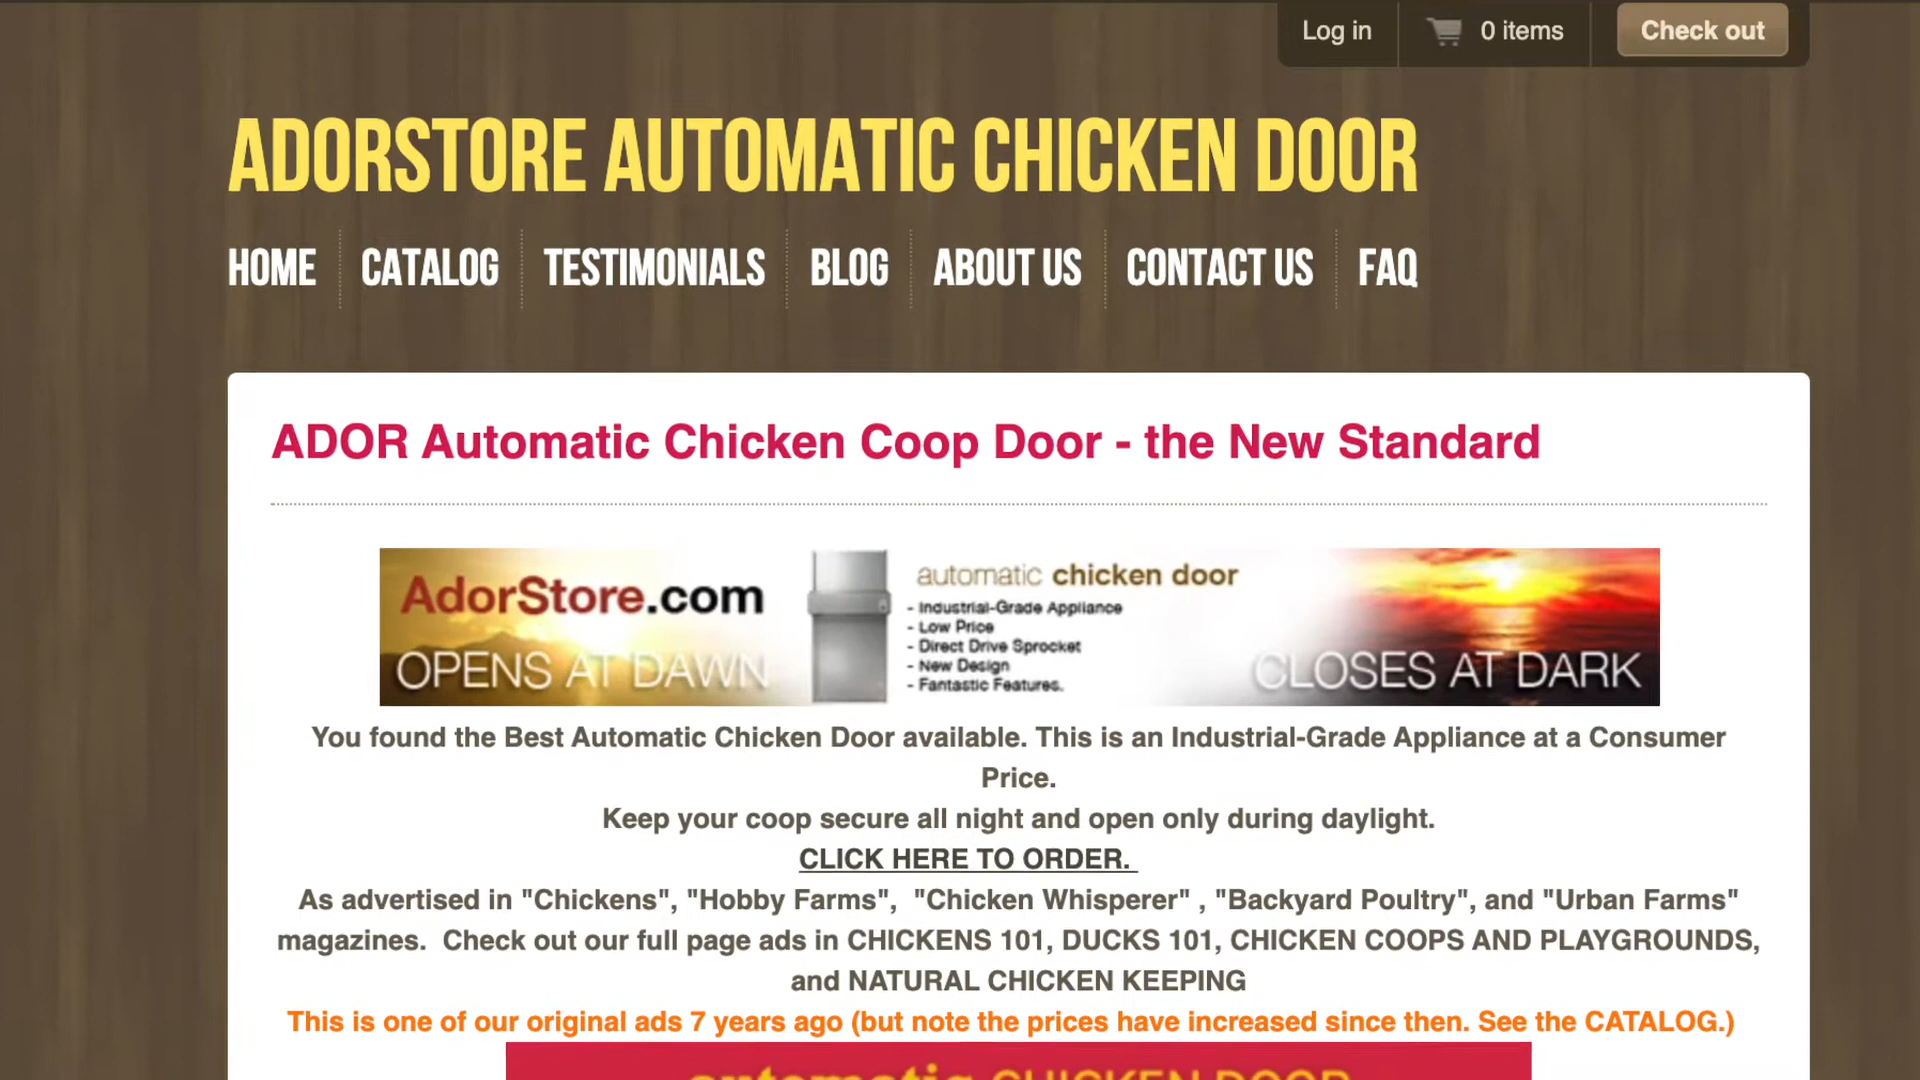 Log in
0 items
Check out
ADORSTORE AUTOMATIC CHICKEN DOOR
HOME
CATALOG
TESTIMONIALS
BLOG
ABOUT US
CONTACT US
FAQ
ADOR Automatic Chicken Coop Door - the New Standard
AdorStore.com
OPENS AT DAWN
automatic chicken door
- Industrial-Grade Appliance
- Low Price
- Direct Drive Sprocket
- New Design
- Fantastic Features.
CLOSES AT DARK
You found the Best Automatic Chicken Door available. This is an Industrial-Grade Appliance at a Consumer
Price.
Keep your coop secure all night and open only during daylight.
CLICK HERE TO ORDER.
As advertised in "Chickens", "Hobby Farms",  "Chicken Whisperer" , "Backyard Poultry", and "Urban Farms"
magazines.  Check out our full page ads in CHICKENS 101, DUCKS 101, CHICKEN COOPS AND PLAYGROUNDS,
and NATURAL CHICKEN KEEPING
This is one of our original ads 7 years ago (but note the prices have increased since then. See the CATALOG.)
automatic CHICKEN DOOR